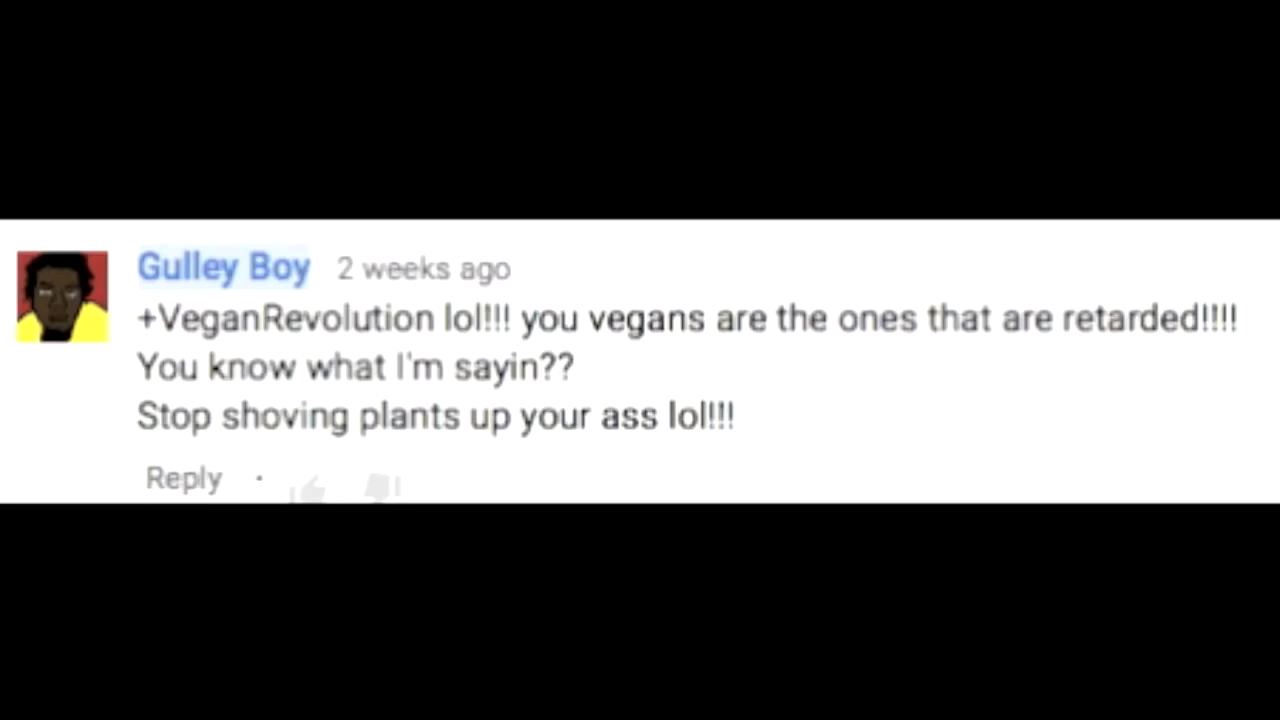 Gulley Boy 2 weeks ago
+VeganRevolution lol!!! you vegans are the ones that are retarded!!!!
You know what I'm sayin??
Stop shoving plants up your ass lol!!!
Reply ·